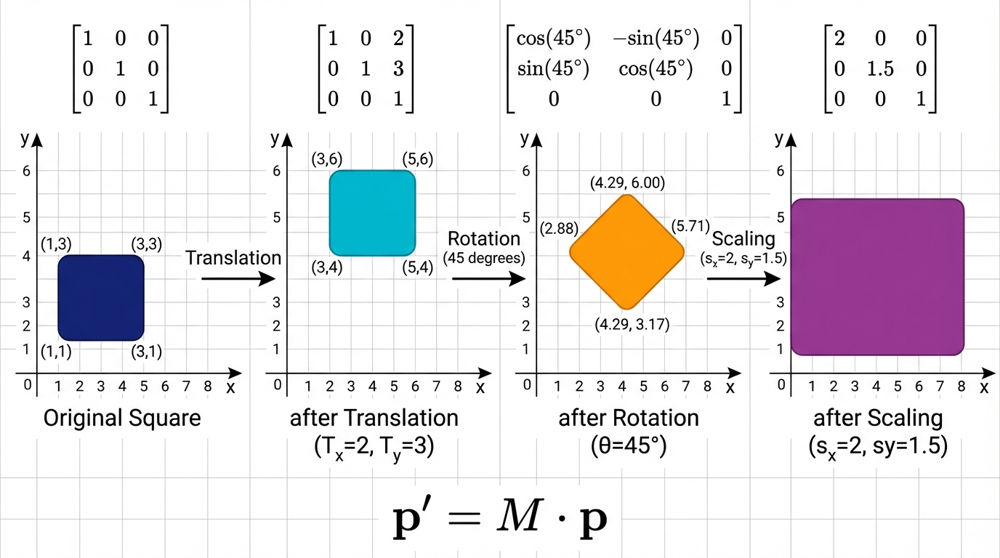 1 0 0
0 1 0
0 0 1
1 0 2
0 1 3
0 0 1
cos(45°) −sin(45°) 0
sin(45°) cos(45°) 0
0 0 1
2 0 0
0 1.5 0
0 0 1
y
6
5
4
3
2
1
0
1 2 3 4 5 6 7 8 x
(1,3) (3,3)
(1,1) (3,1)
Original Square
Translation
y
6
5
4
3
2
1
0
1 2 3 4 5 6 7 8 x
(3,6) (5,6)
(3,4) (5,4)
after Translation
(Tx=2, Ty=3)
Rotation
(45 degrees)
y
6
5
4
3
2
1
0
1 2 3 4 5 6 7 8 x
(4.29, 6.00)
(2.88) (5.71)
(4.29, 3.17)
after Rotation
(θ=45°)
Scaling
(sx=2, sy=1.5)
y
6
5
3
2
1
0
1 2 3 4 5 6 7 8 x
after Scaling
(sx=2, sy=1.5)
p′ = M · p